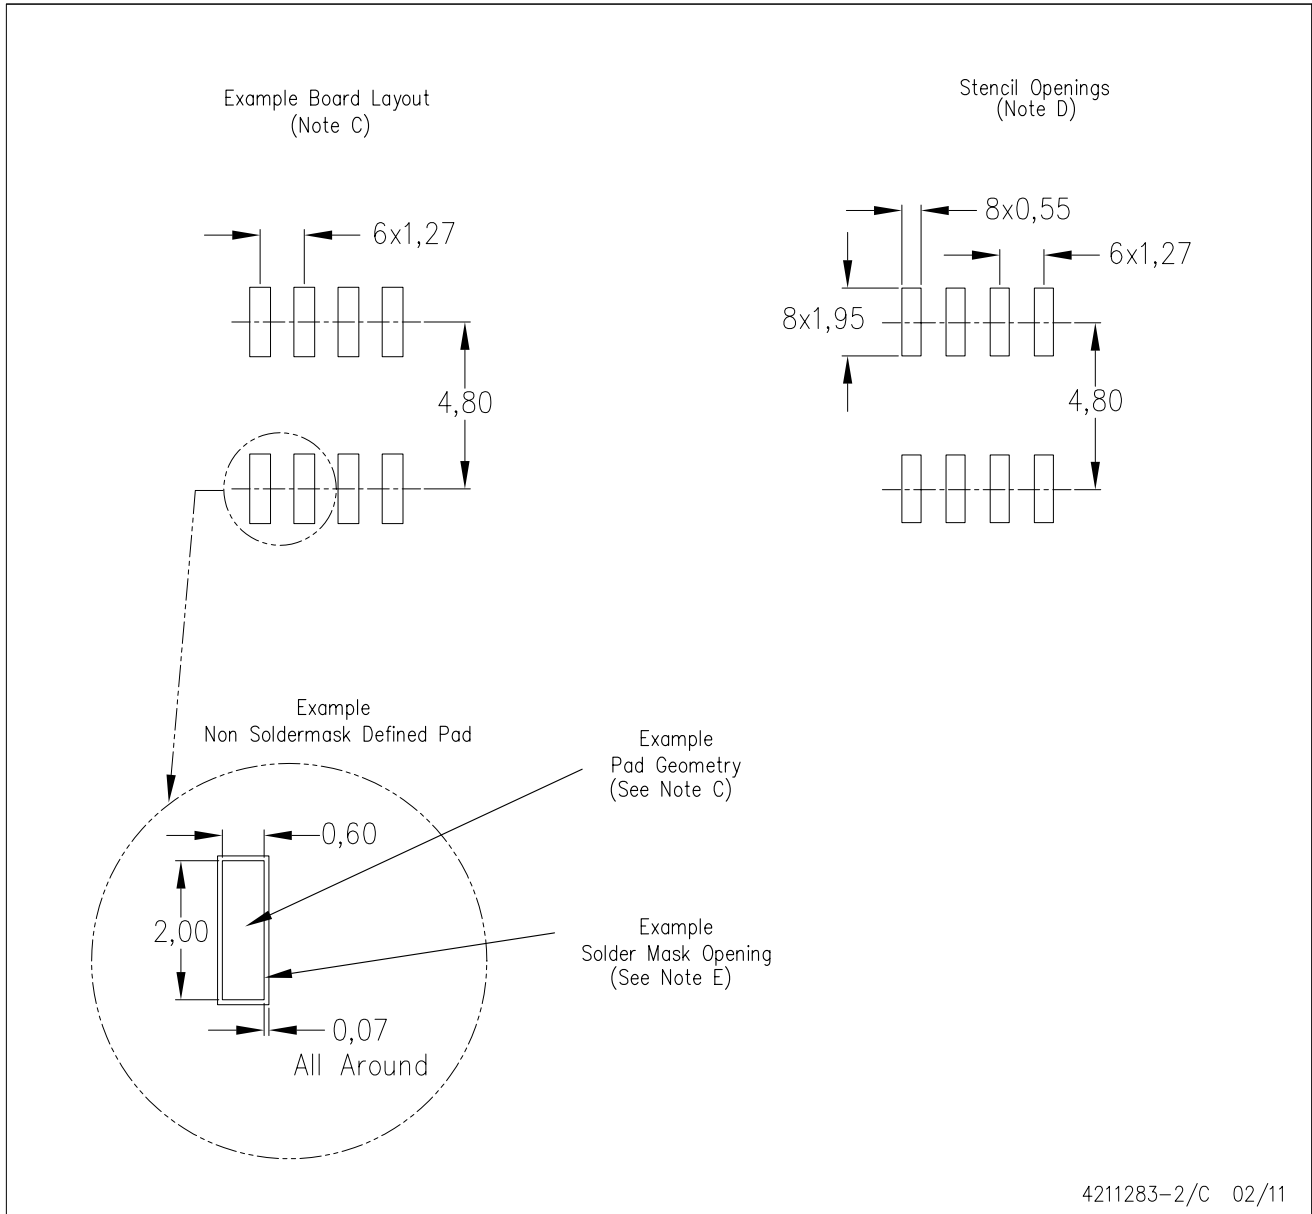 Example Board Layout
(Note C)
6x1,27
4,80
Stencil Openings
(Note D)
8x0,55
6x1,27
8x1,95
4,80
Example
Non Soldermask Defined Pad
0,60
2,00
0,07
All Around
Example
Pad Geometry
(See Note C)
Example
Solder Mask Opening
(See Note E)
4211283-2/C 02/11